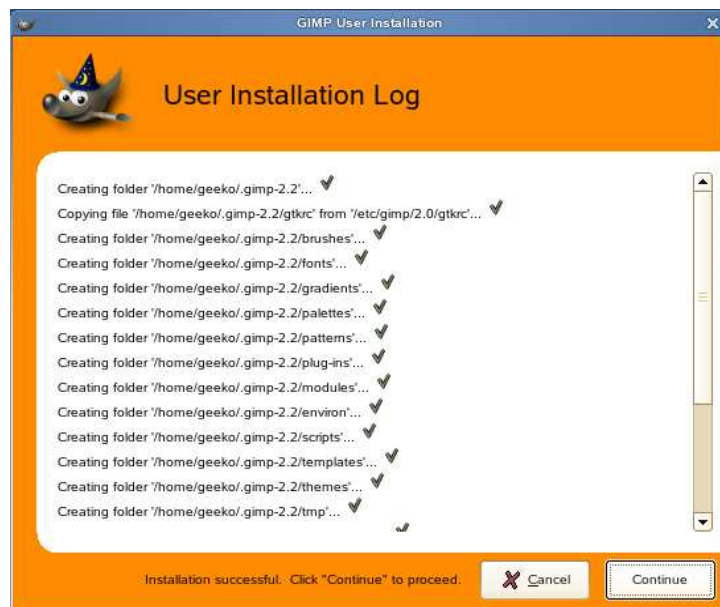 GIMP User Installation
User Installation Log
Creating folder '/home/geeko/.gimp-2.2'...
Copying file '/home/geeko/.gimp-2.2/gtkrc' from '/etc/gimp/2.0/gtkrc'...
Creating folder '/home/geeko/.gimp-2.2/brushes'...
Creating folder '/home/geeko/.gimp-2.2/fonts'...
Creating folder '/home/geeko/.gimp-2.2/gradients'...
Creating folder '/home/geeko/.gimp-2.2/palettes'...
Creating folder '/home/geeko/.gimp-2.2/patterns'...
Creating folder '/home/geeko/.gimp-2.2/plug-ins'...
Creating folder '/home/geeko/.gimp-2.2/modules'...
Creating folder '/home/geeko/.gimp-2.2/environ'...
Creating folder '/home/geeko/.gimp-2.2/scripts'...
Creating folder '/home/geeko/.gimp-2.2/templates'...
Creating folder '/home/geeko/.gimp-2.2/themes'...
Creating folder '/home/geeko/.gimp-2.2/tmp'...
Installation successful. Click "Continue" to proceed.
Cancel
Continue